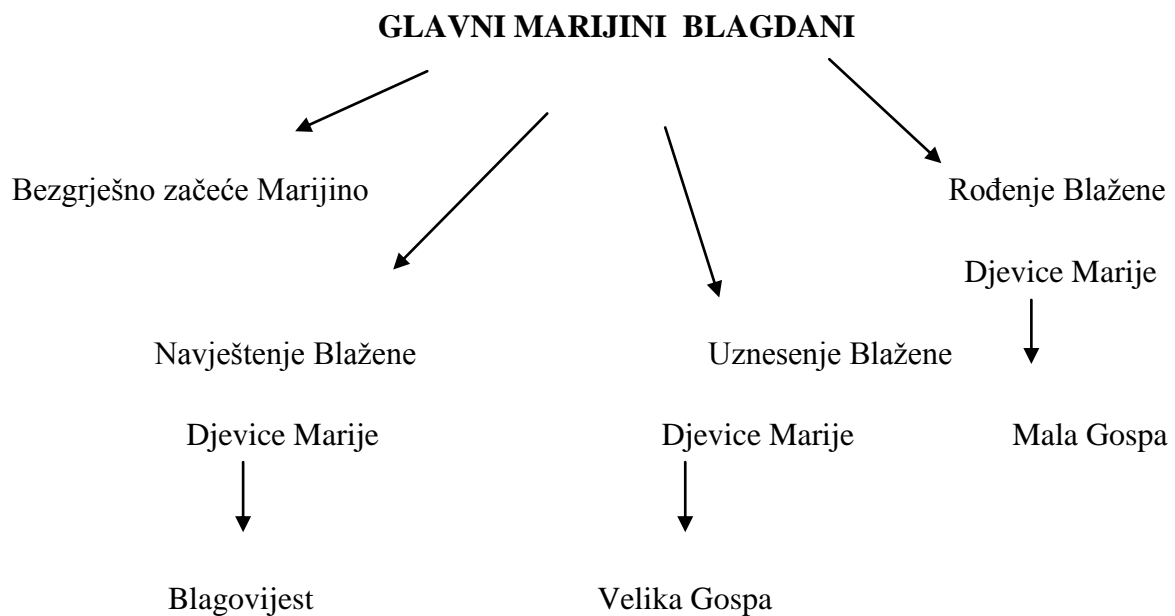 GLAVNI MARIJINI BLAGDANI
Bezgrješno začeće Marijino
Rođenje Blažene
Djevice Marije
Navještenje Blažene
Uznesenje Blažene
Djevice Marije
Djevice Marije
Mala Gospa
Blagovijest
Velika Gospa